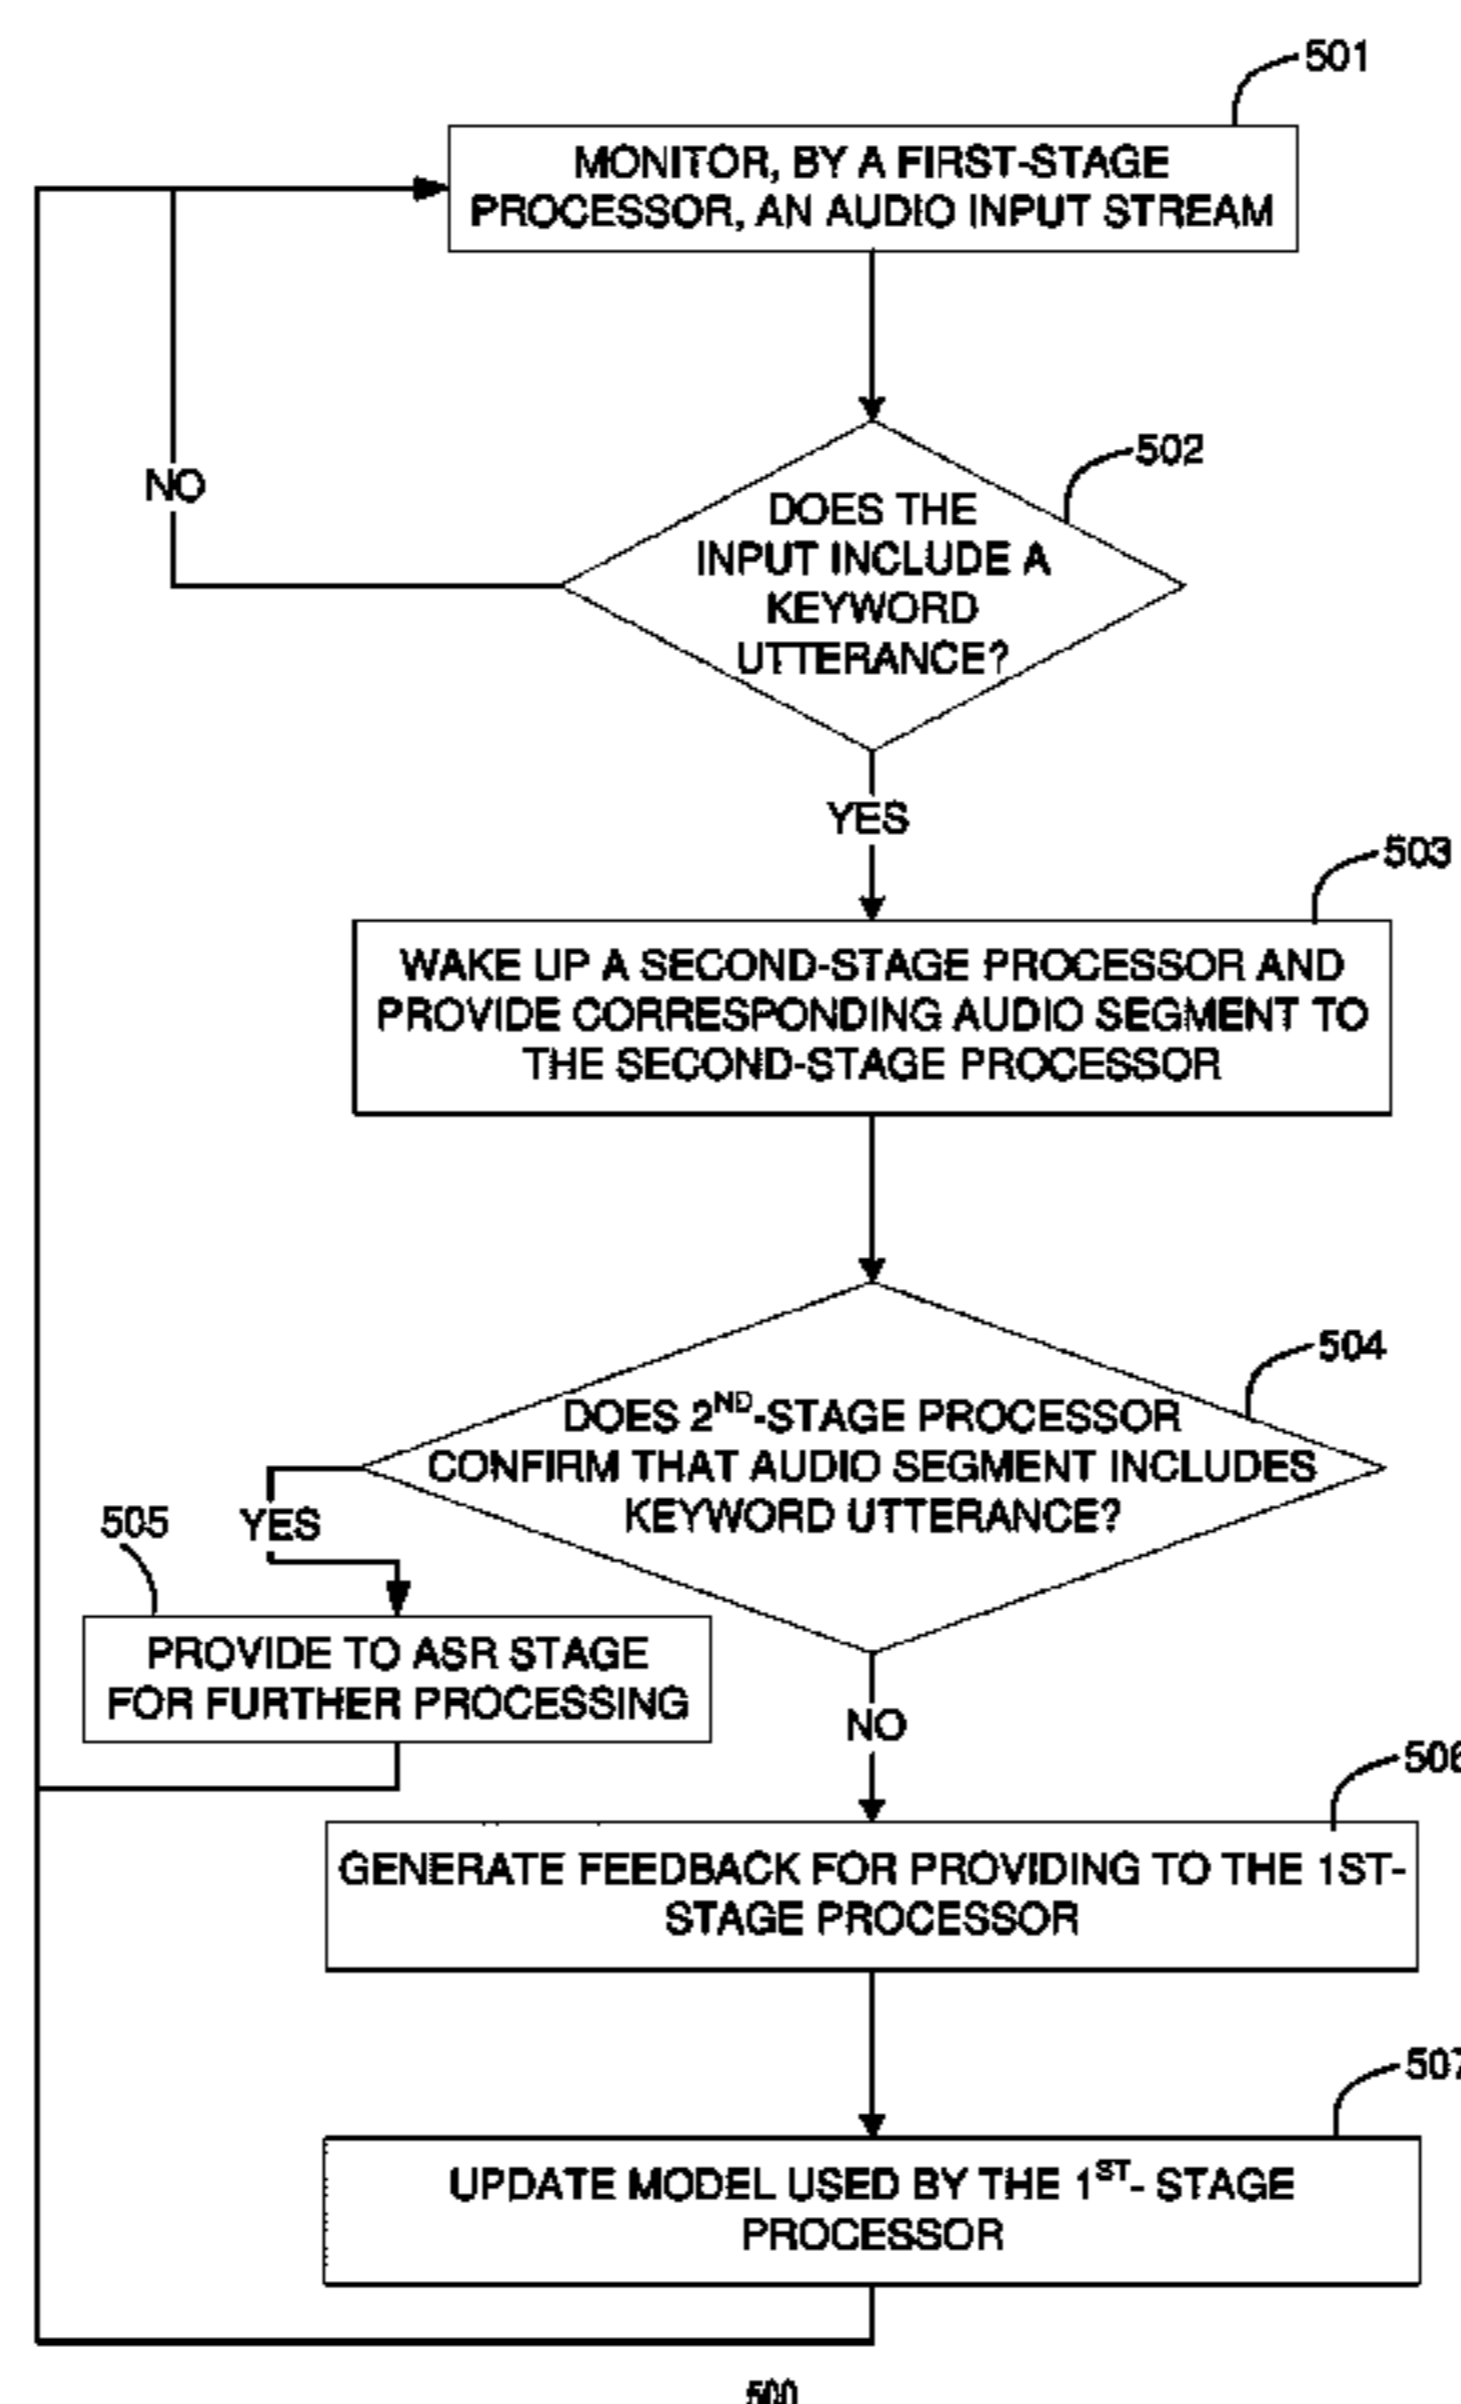 501
MONITOR, BY A FIRST-STAGE
PROCESSOR, AN AUDIO INPUT STREAM
502
NO
DOES THE
INPUT INCLUDE A
KEYWORD
UTTERANCE?
YES
503
WAKE UP A SECOND-STAGE PROCESSOR AND
PROVIDE CORRESPONDING AUDIO SEGMENT TO
THE SECOND-STAGE PROCESSOR
504
DOES 2ND-STAGE PROCESSOR
CONFIRM THAT AUDIO SEGMENT INCLUDES
KEYWORD UTTERANCE?
505
YES
PROVIDE TO ASR STAGE
FOR FURTHER PROCESSING
NO
506
GENERATE FEEDBACK FOR PROVIDING TO THE 1ST-
STAGE PROCESSOR
507
UPDATE MODEL USED BY THE 1ST- STAGE
PROCESSOR
500